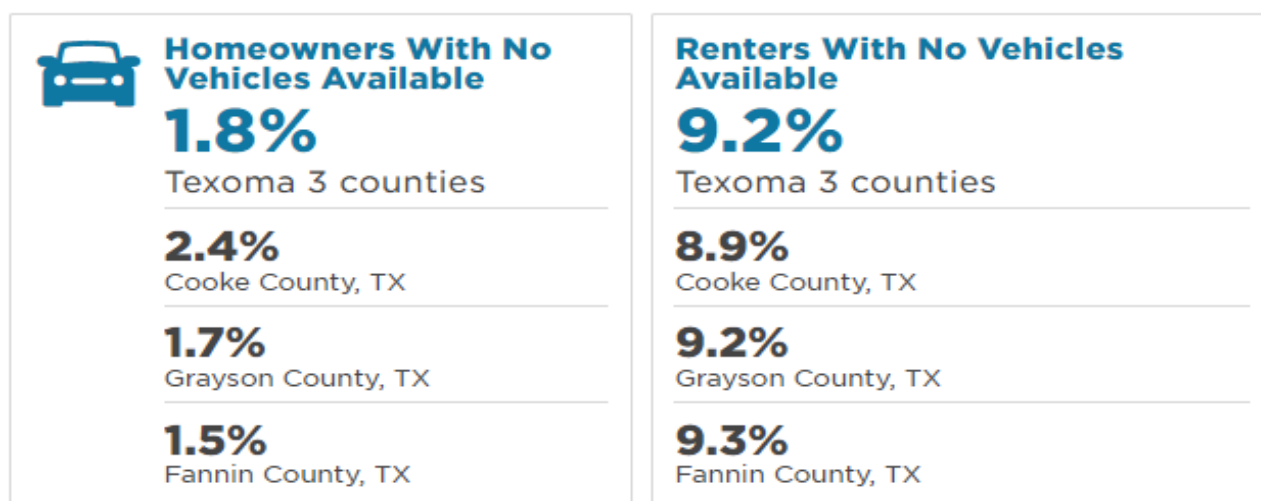 Homeowners With No
Vehicles Available
1.8%
Texoma 3 counties
2.4%
Cooke County, TX
1.7%
Grayson County, TX
1.5%
Fannin County, TX
Renters With No Vehicles
Available
9.2%
Texoma 3 counties
8.9%
Cooke County, TX
9.2%
Grayson County, TX
9.3%
Fannin County, TX